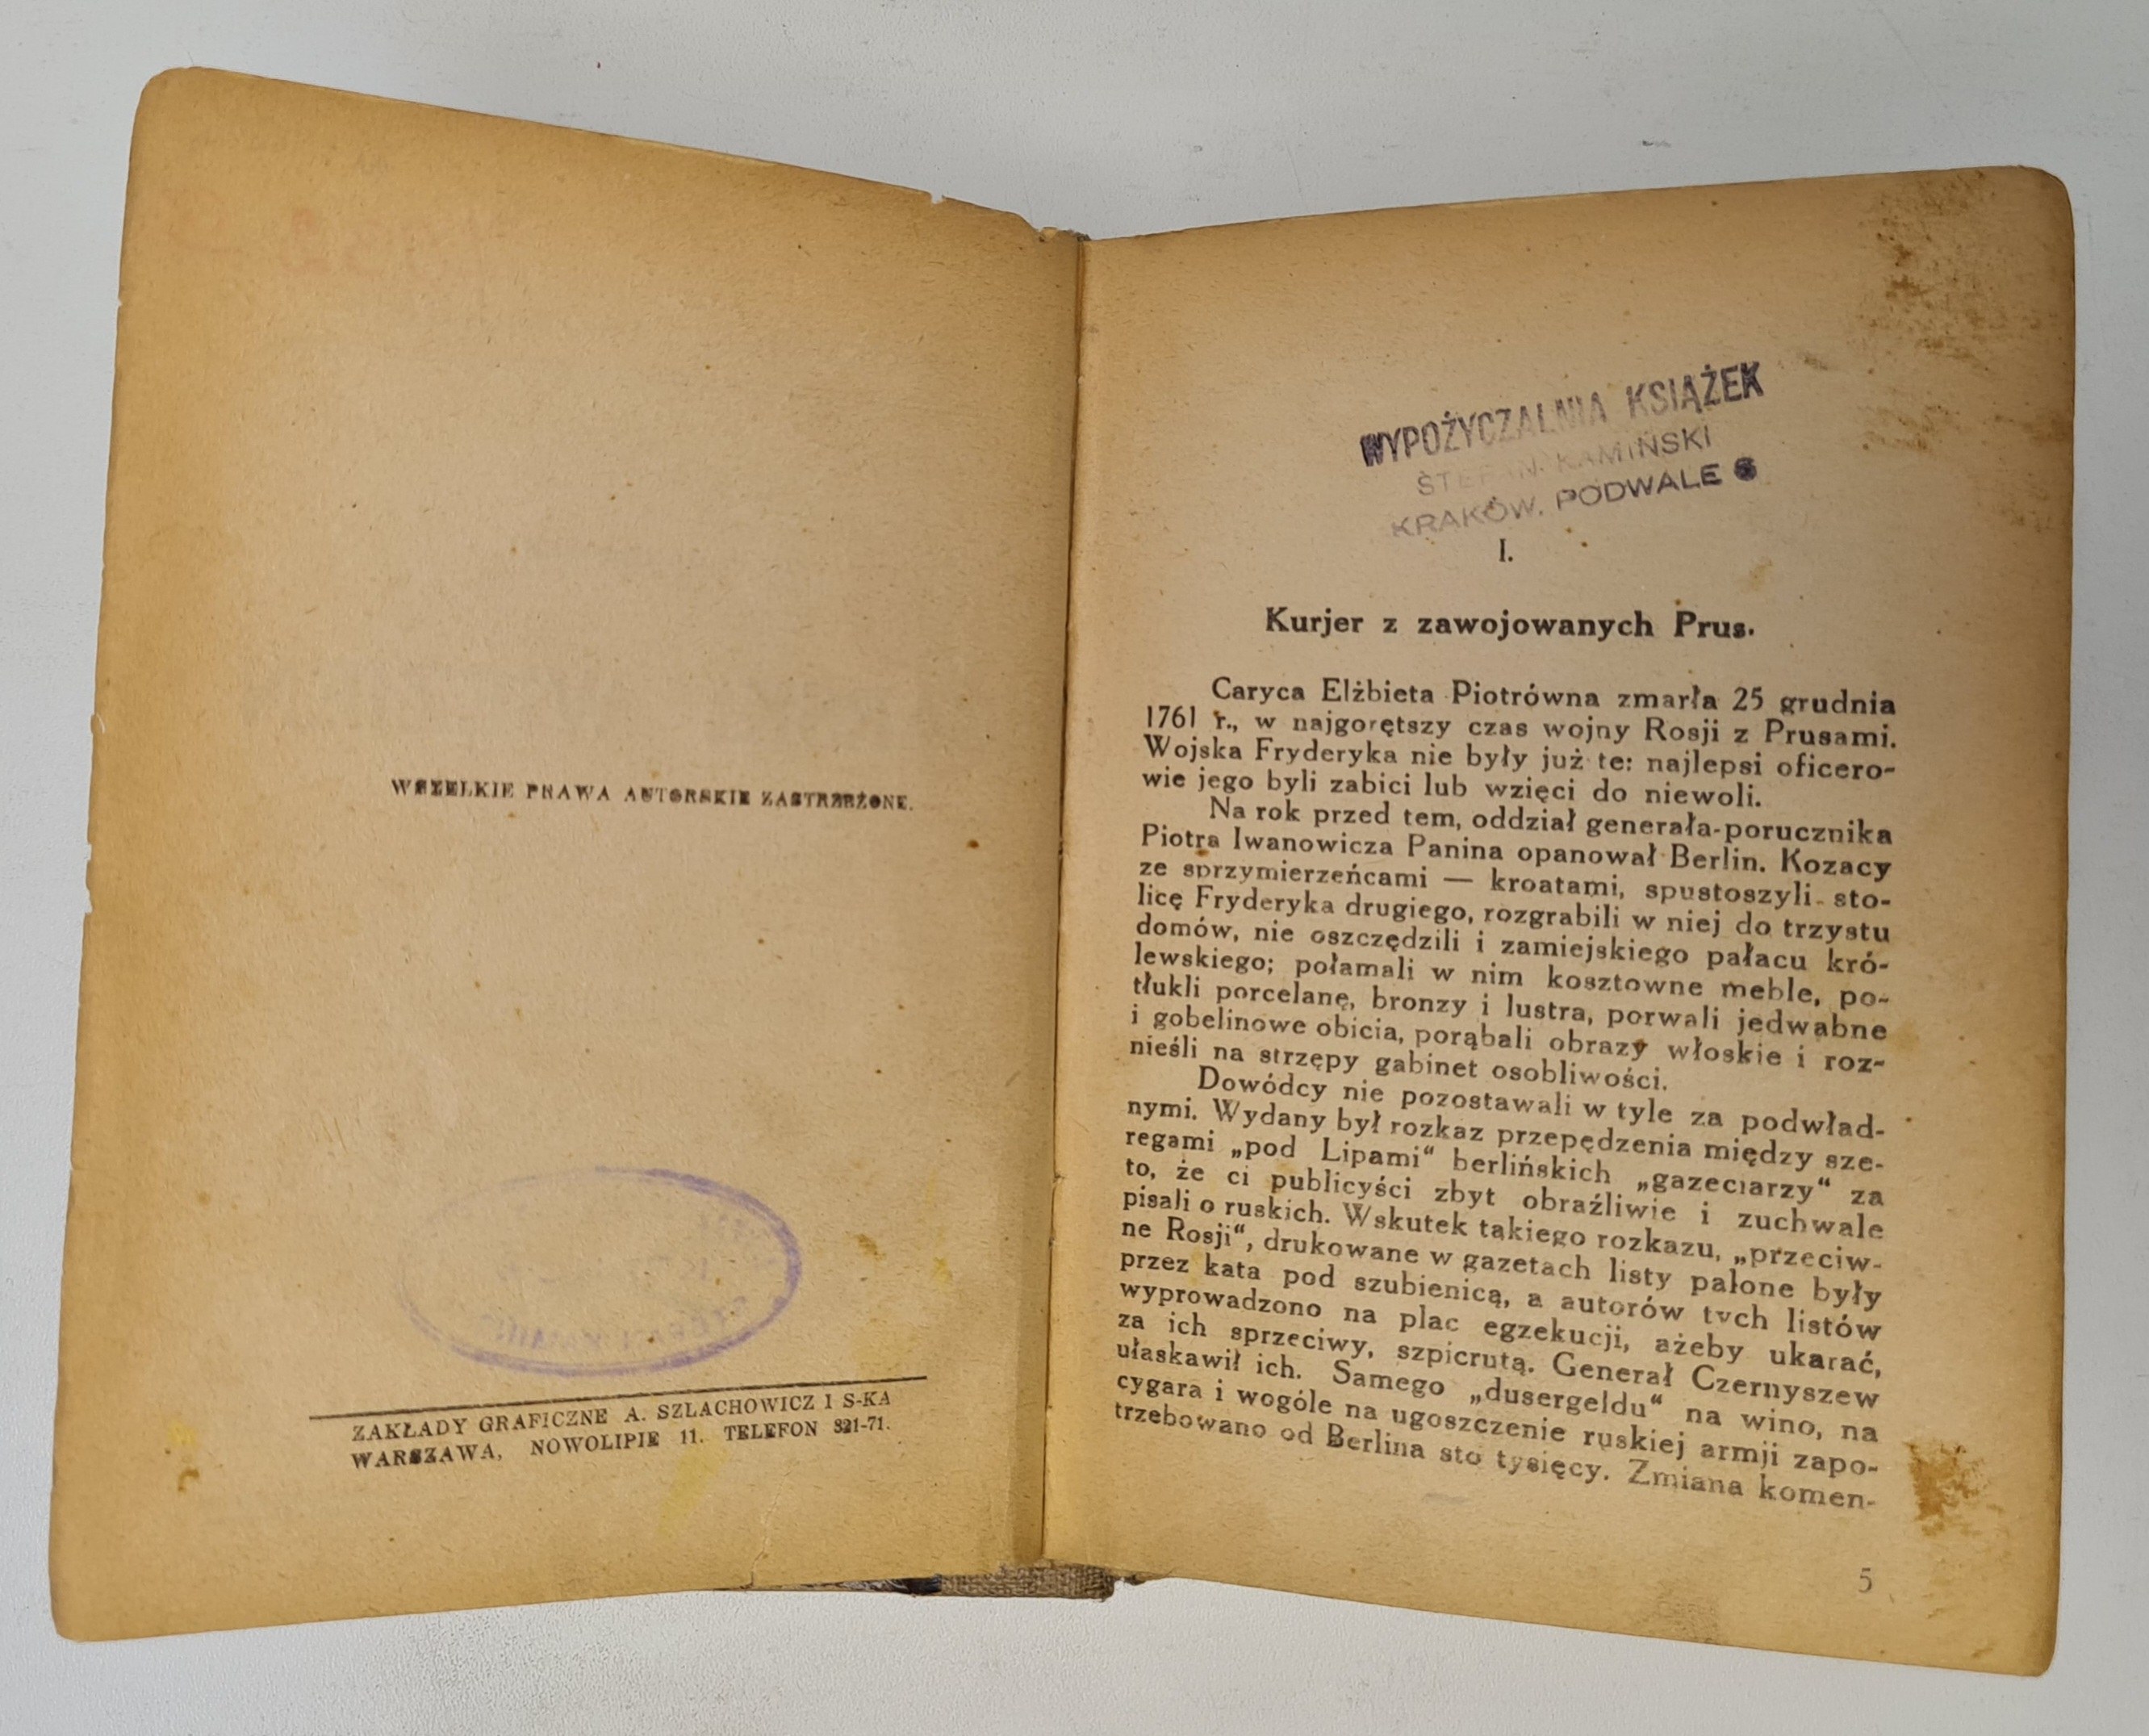 WSZELKIE PRAWA AUTORSKIE ZASTRZEŻONE.
ZAKŁADY GRAFICZNE A. SZLACHOWICZ I S-KA
WARSZAWA, NOWOLIPIE 11. TELEFON 321-71.
WYPOŻYCZALNIA KSIĄŻEK
STEFAN KAMIŃSKI
KRAKÓW, PODWALE 6
I.
Kurjer z zawojowanych Prus.
Caryca Elżbieta Piotrówna zmarła 25 grudnia
1761 r., w najgorętszy czas wojny Rosji z Prusami.
Wojska Fryderyka nie były już te: najlepsi oficero-
wie jego byli zabici lub wzięci do niewoli.
Na rok przed tem, oddział generała-porucznika
Piotra Iwanowicza Panina opanował Berlin. Kozacy
ze sprzymierzeńcami — kroatami, spustoszyli sto-
licę Fryderyka drugiego, rozgrabili w niej do trzystu
domów, nie oszczędzili i zamiejskiego pałacu kró-
lewskiego; połamali w nim kosztowne meble, po-
tłukli porcelanę, bronzy i lustra, porwali jedwabne
i gobelinowe obicia, porąbali obrazy włoskie i roz-
nieśli na strzępy gabinet osobliwości.
Dowódcy nie pozostawali w tyle za podwład-
nymi. Wydany był rozkaz przepędzenia między sze-
regami „pod Lipami“ berlińskich „gazeciarzy“ za
to, że ci publicyści zbyt obraźliwie i zuchwale
pisali o ruskich. Wskutek takiego rozkazu, „przeciw-
ne Rosji“, drukowane w gazetach listy palone były
przez kata pod szubienicą, a autorów tych listów
wyprowadzono na plac egzekucji, ażeby ukarać,
za ich sprzeciwy, szpicrutą. Generał Czernyszew
ułaskawił ich. Samego „dusergeldu“ na wino, na
cygara i wogóle na ugoszczenie ruskiej armji zapo-
trzebowano od Berlina sto tysięcy. Zmiana komen-
5